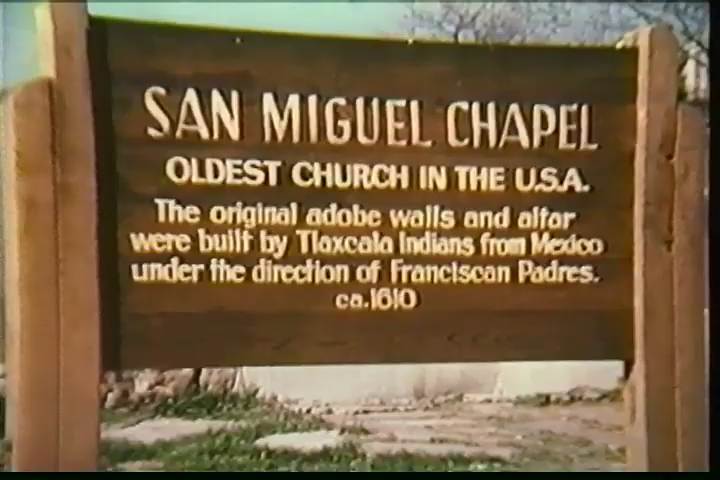 SAN MIGUEL CHAPEL
OLDEST CHURCH IN THE U.S.A.
The original adobe walls and altar
were built by Tlaxcala Indians from Mexico
under the direction of Franciscan Padres.
ca.1610